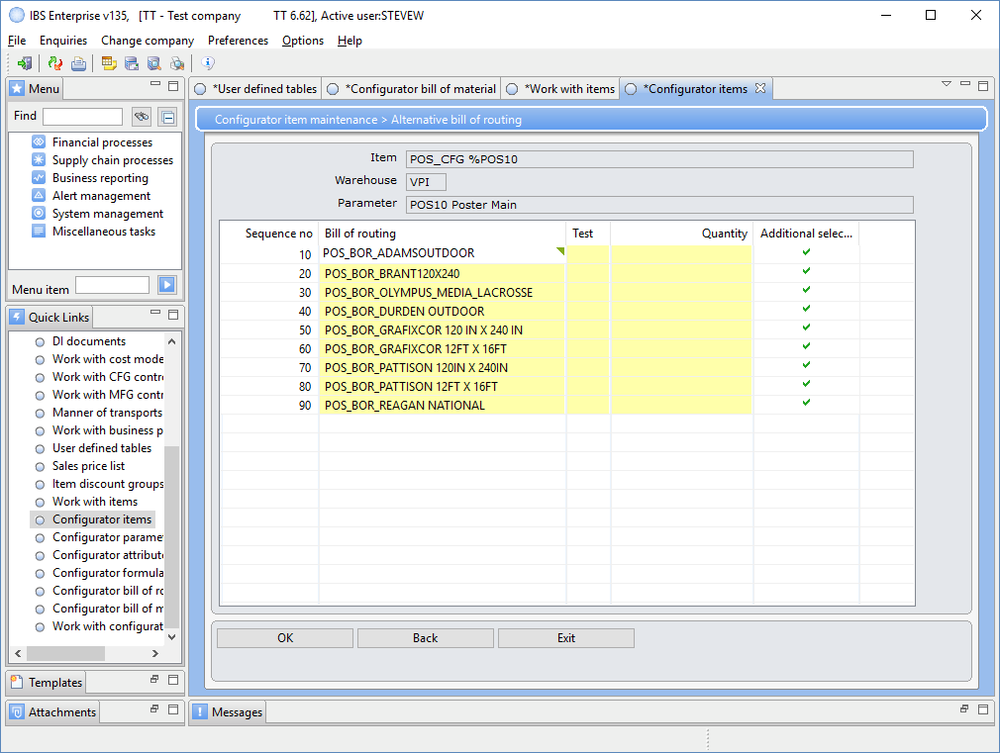 IBS Enterprise v135, [TT - Test company TT 6.62], Active user:STEVEW
File Enquiries Change company Preferences Options Help
Menu
Find
Financial processes
Supply chain processes
Business reporting
Alert management
System management
Miscellaneous tasks
Menu item
Quick Links
DI documents
Work with cost mode
Work with CFG contr
Work with MFG contr
Manner of transports
Work with business p
User defined tables
Sales price list
Item discount groups
Work with items
Configurator items
Configurator parame
Configurator attribut
Configurator formula
Configurator bill of ro
Configurator bill of m
Work with configurat
Templates
Attachments
*User defined tables *Configurator bill of material *Work with items *Configurator items
Configurator item maintenance > Alternative bill of routing
Item POS_CFG %POS10
Warehouse VPI
Parameter POS10 Poster Main
Sequence no Bill of routing Test Quantity Additional selec...
10 POS_BOR_ADAMSOUTDOOR
20 POS_BOR_BRANT120X240
30 POS_BOR_OLYMPUS_MEDIA_LACROSSE
40 POS_BOR_DURDEN OUTDOOR
50 POS_BOR_GRAFIXCOR 120 IN X 240 IN
60 POS_BOR_GRAFIXCOR 12FT X 16FT
70 POS_BOR_PATTISON 120IN X 240IN
80 POS_BOR_PATTISON 12FT X 16FT
90 POS_BOR_REAGAN NATIONAL
OK Back Exit
Messages